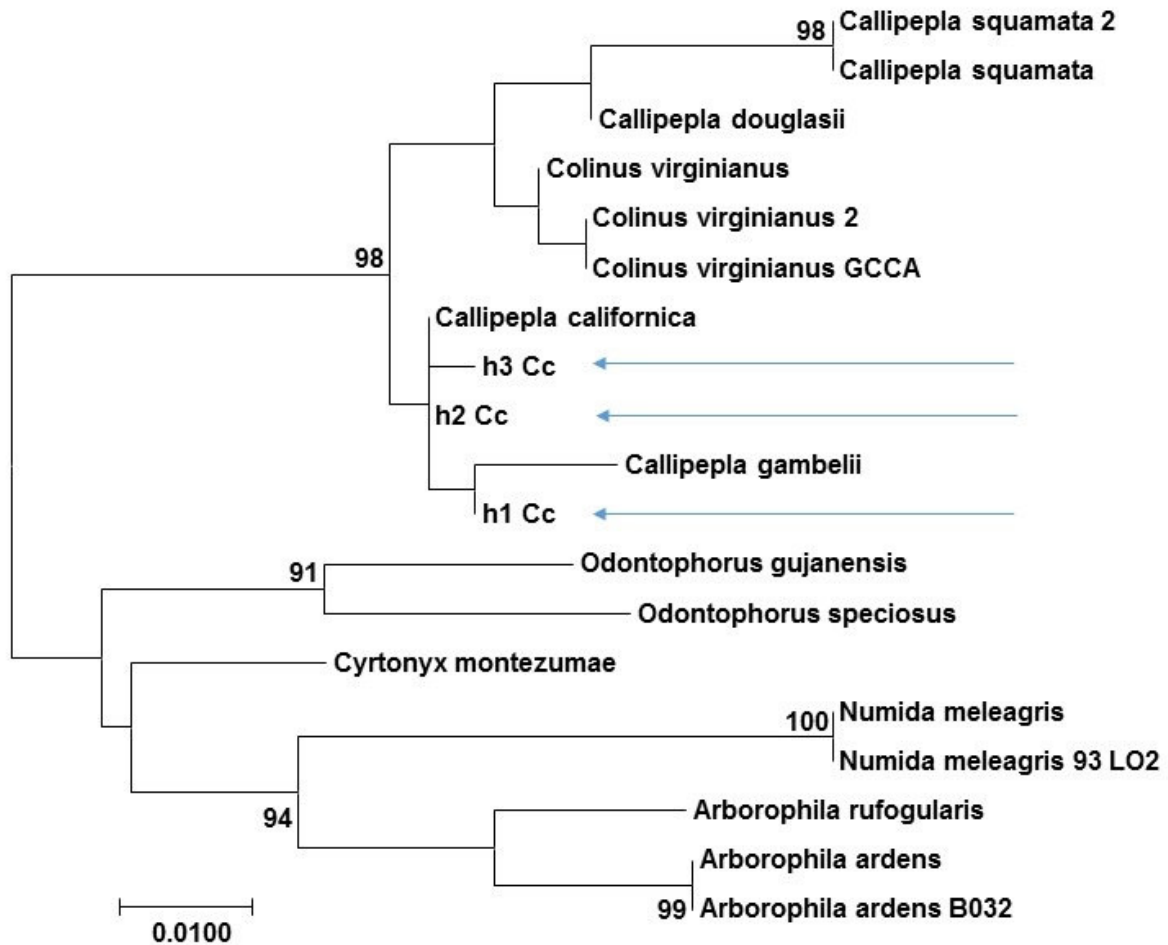 98
Callipepla squamata 2
Callipepla squamata
Callipepla douglasii
Colinus virginianus
Colinus virginianus 2
Colinus virginianus GCCA
98
Callipepla californica
h3 Cc
h2 Cc
Callipepla gambelii
h1 Cc
91
Odontophorus gujanensis
Odontophorus speciosus
Cyrtonyx montezumae
100
Numida meleagris
Numida meleagris 93 LO2
94
Arborophila rufogularis
Arborophila ardens
99
Arborophila ardens B032
0.0100